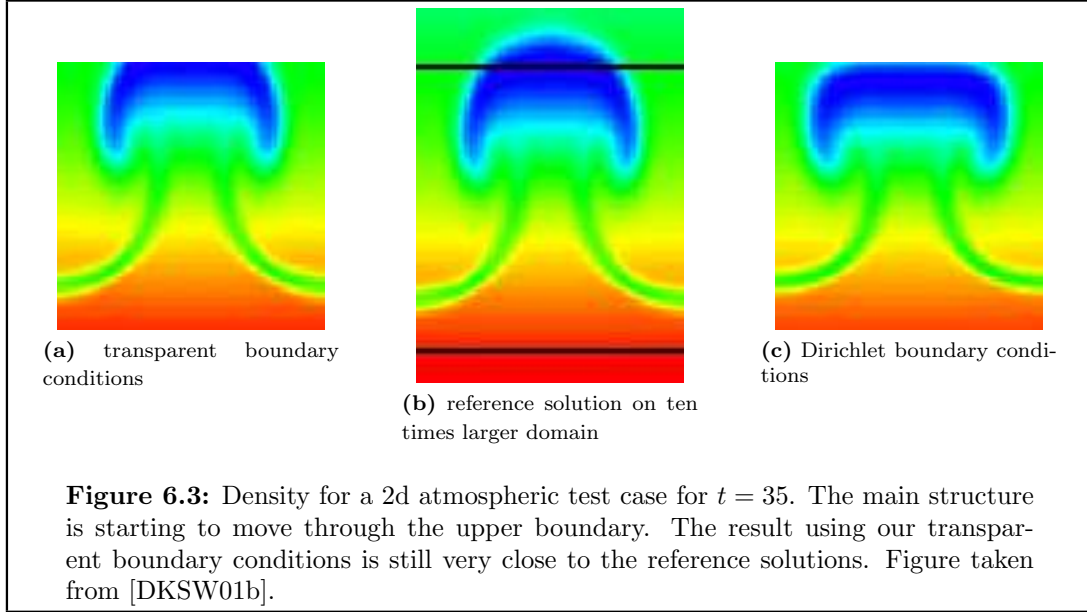 (a) transparent boundary
conditions
(b) reference solution on ten
times larger domain
(c) Dirichlet boundary condi-
tions
Figure 6.3: Density for a 2d atmospheric test case for t = 35. The main structure
is starting to move through the upper boundary. The result using our transpar-
ent boundary conditions is still very close to the reference solutions. Figure taken
from [DKSW01b].